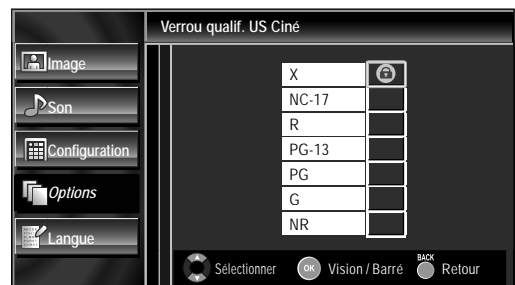 Verrou qualif. US Ciné
Image
Son
Configuration
Options
Langue
X
NC-17
R
PG-13
PG
G
NR
Sélectionner OK Vision / Barré BACK Retour